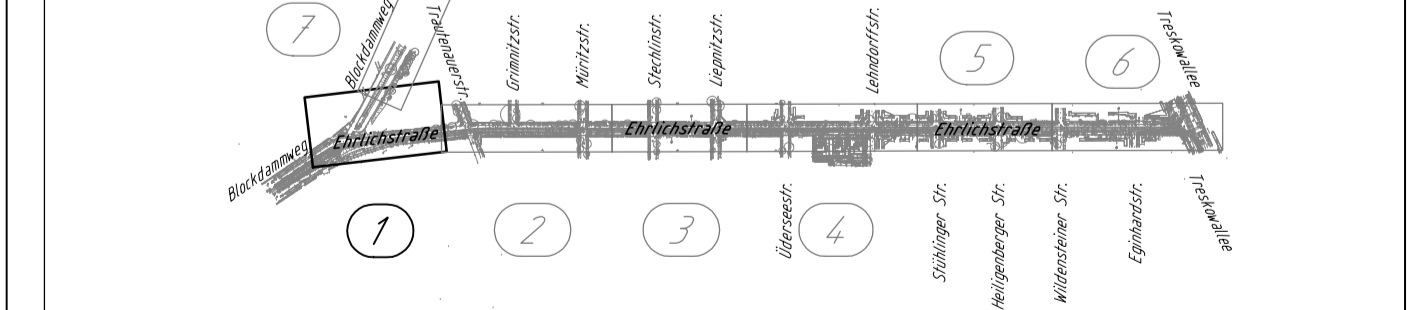 7
Blockdammweg
Trautenauerstr.
Grimnitzstr.
Müritzstr.
Stechlinstr.
Liepnitzstr.
Lehndorffstr.
5
6
Treskowallee
Ehrlichstraße
Ehrlichstraße
Ehrlichstraße
Blockdammweg
1
2
3
Üderseestr.
4
Stühlinger Str.
Heiligenberger Str.
Wildensteiner Str.
Eginhardstr.
Treskowallee